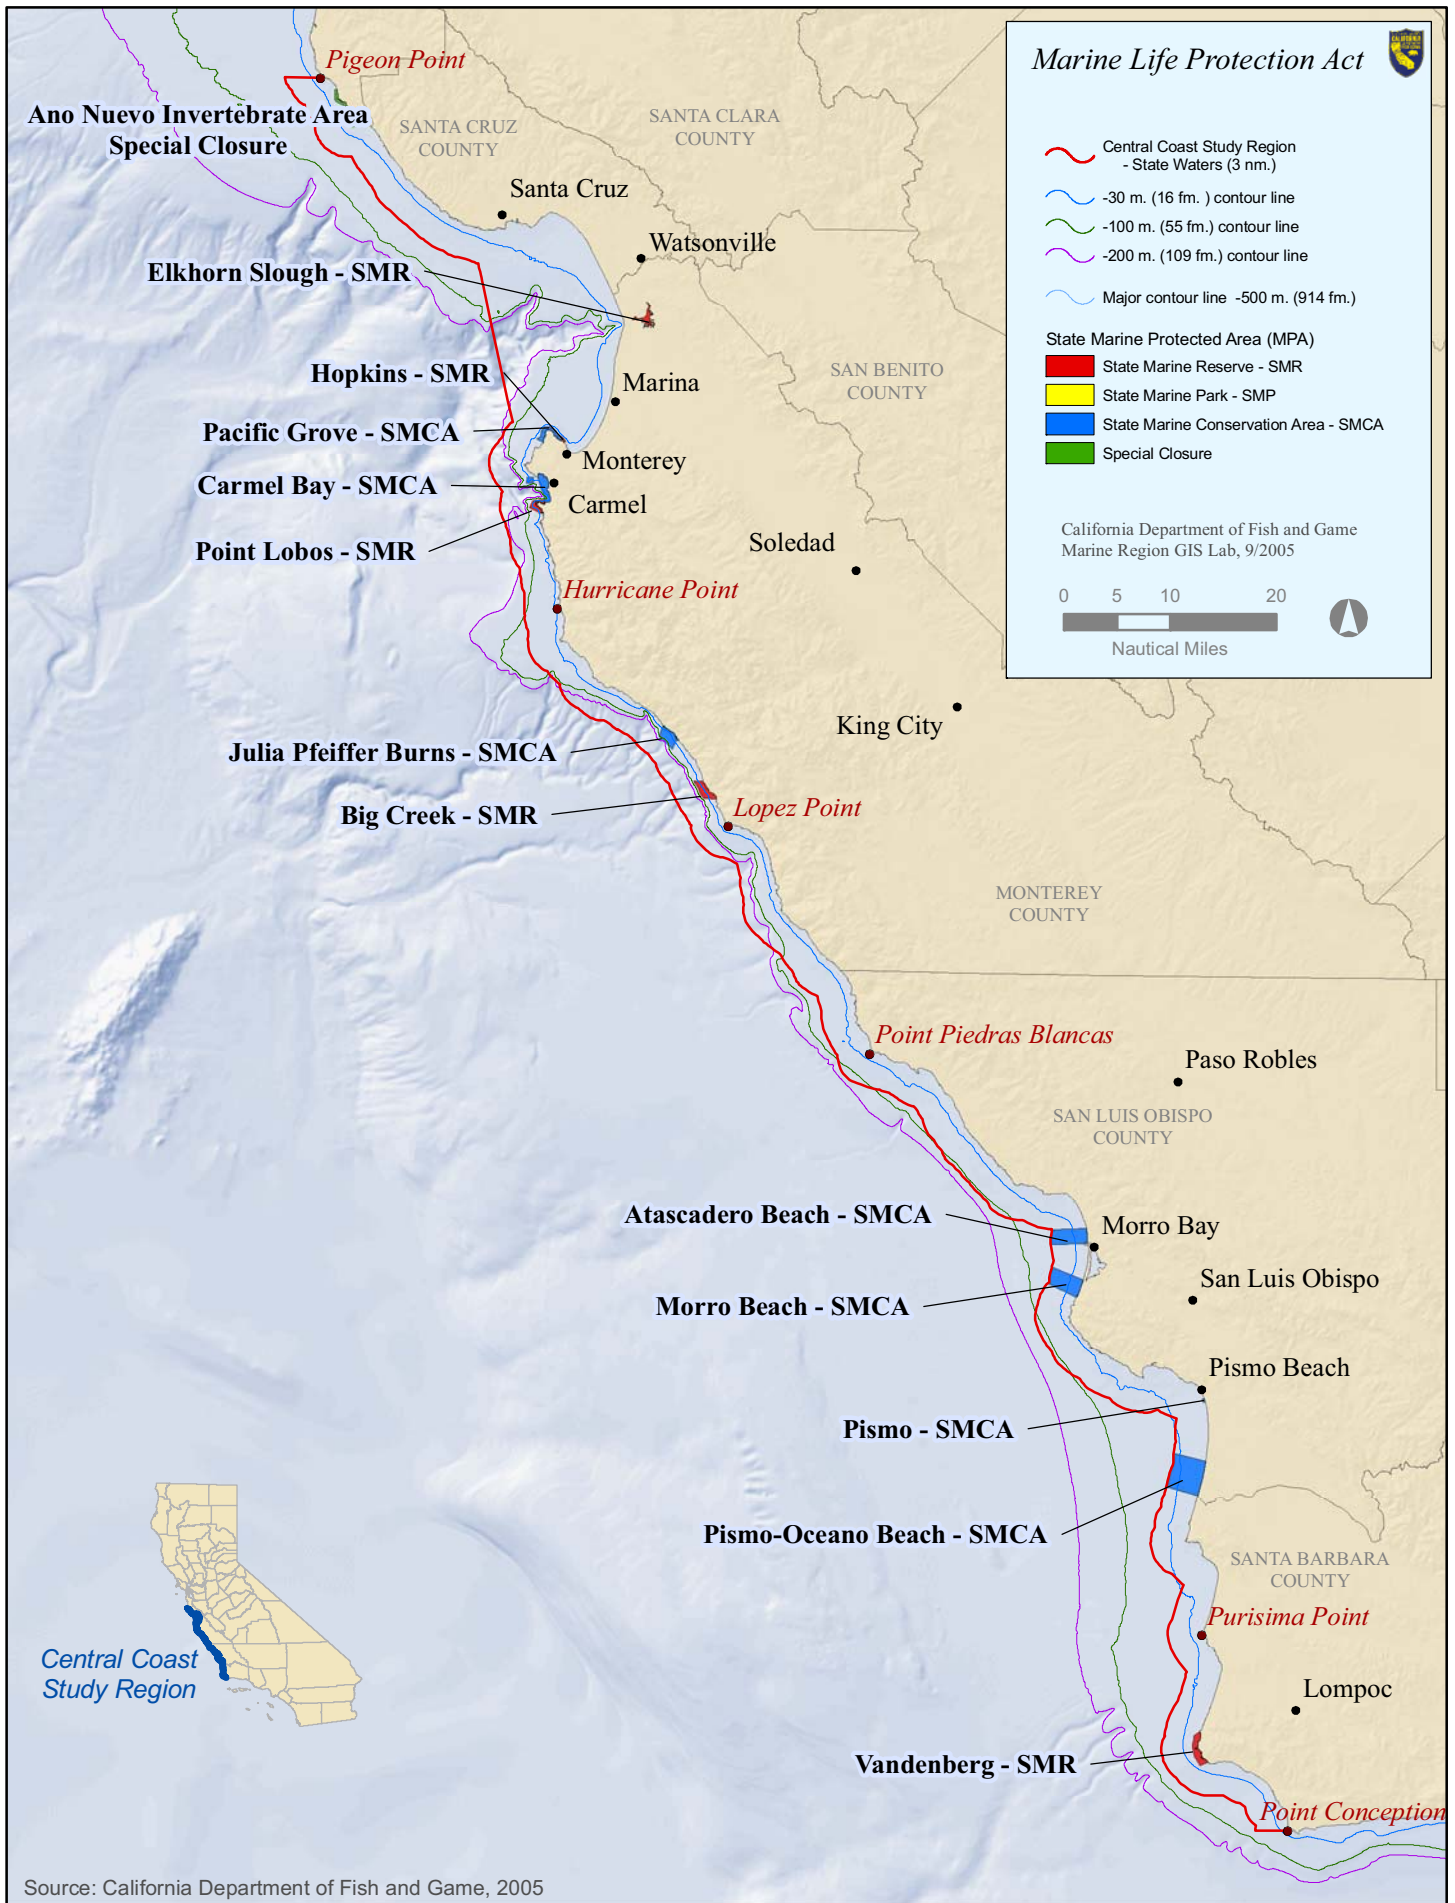 Marine Life Protection Act
Central Coast Study Region
- State Waters (3 nm.)
-30 m. (16 fm. ) contour line
-100 m. (55 fm.) contour line
-200 m. (109 fm.) contour line
Major contour line -500 m. (914 fm.)
State Marine Protected Area (MPA)
State Marine Reserve - SMR
State Marine Park - SMP
State Marine Conservation Area - SMCA
Special Closure
California Department of Fish and Game
Marine Region GIS Lab, 9/2005
0 5 10 20
Nautical Miles
Pigeon Point
Ano Nuevo Invertebrate Area
Special Closure
SANTA CRUZ
COUNTY
SANTA CLARA
COUNTY
Santa Cruz
Watsonville
Elkhorn Slough - SMR
Hopkins - SMR
Marina
SAN BENITO
COUNTY
Pacific Grove - SMCA
Monterey
Carmel Bay - SMCA
Carmel
Point Lobos - SMR
Soledad
Hurricane Point
King City
Julia Pfeiffer Burns - SMCA
Big Creek - SMR
Lopez Point
MONTEREY
COUNTY
Point Piedras Blancas
Paso Robles
SAN LUIS OBISPO
COUNTY
Atascadero Beach - SMCA
Morro Bay
San Luis Obispo
Morro Beach - SMCA
Pismo Beach
Pismo - SMCA
Pismo-Oceano Beach - SMCA
SANTA BARBARA
COUNTY
Purisima Point
Central Coast
Study Region
Lompoc
Vandenberg - SMR
Point Conception
Source: California Department of Fish and Game, 2005